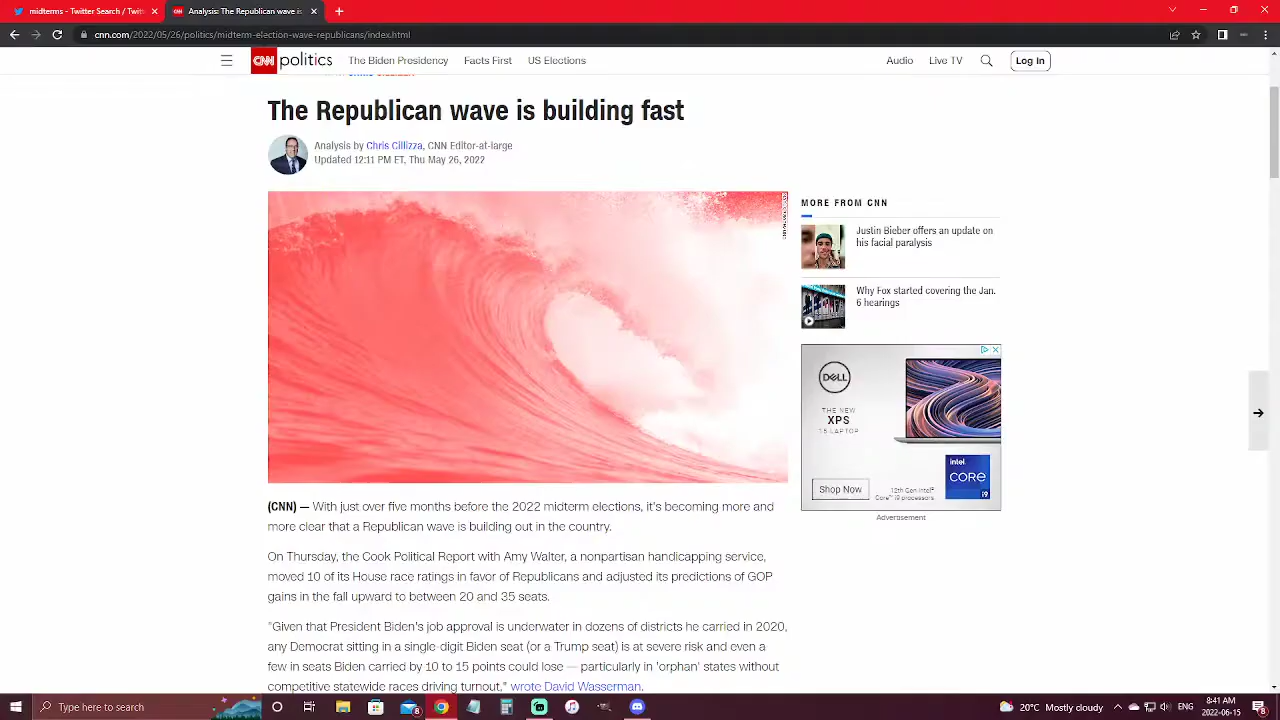 midterms - Twitter Search / Twitt
Analysis The Republican wave is
cnn.com/2022/05/26/politics/midterm-election-wave-republicans/index.html
CNN politics The Biden Presidency Facts First US Elections Audio Live TV Log In
The Republican wave is building fast
Analysis by Chris Cillizza, CNN Editor-at-large
Updated 12:11 PM ET, Thu May 26, 2022
(CNN) — With just over five months before the 2022 midterm elections, it's becoming more and
more clear that a Republican wave is building out in the country.
On Thursday, the Cook Political Report with Amy Walter, a nonpartisan handicapping service,
moved 10 of its House race ratings in favor of Republicans and adjusted its predictions of GOP
gains in the fall upward to between 20 and 35 seats.
"Given that President Biden's job approval is underwater in dozens of districts he carried in 2020,
any Democrat sitting in a single-digit Biden seat (or a Trump seat) is at severe risk and even a
few in seats Biden carried by 10 to 15 points could lose — particularly in 'orphan' states without
competitive statewide races driving turnout," wrote David Wasserman.
MORE FROM CNN
Justin Bieber offers an update on
his facial paralysis
Why Fox started covering the Jan.
6 hearings
DELL
THE NEW
XPS
15 LAPTOP
Shop Now
12th Gen Intel®
Core™ i9 processors
intel
CORE
i9
Advertisement
Type here to search
8
20°C Mostly cloudy
ENG
8:41 AM
2022-06-15